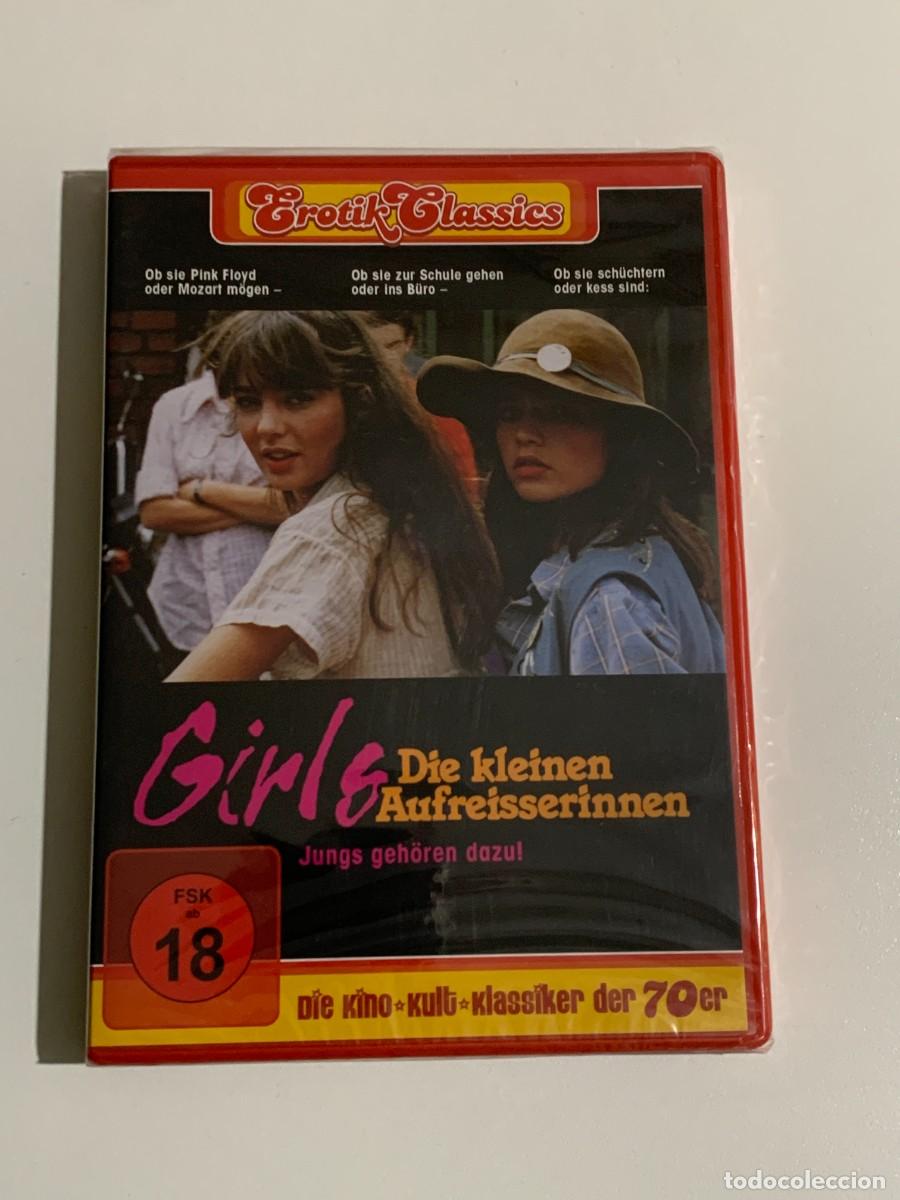 Erotik Classics
Ob sie Pink Floyd
oder Mozart mögen –
Ob sie zur Schule gehen
oder ins Büro –
Ob sie schüchtern
oder kess sind:
Girls
Die kleinen
Aufreisserinnen
Jungs gehören dazu!
FSK
ab
18
Die Kino☆Kult☆Klassiker der 70er
todocoleccion